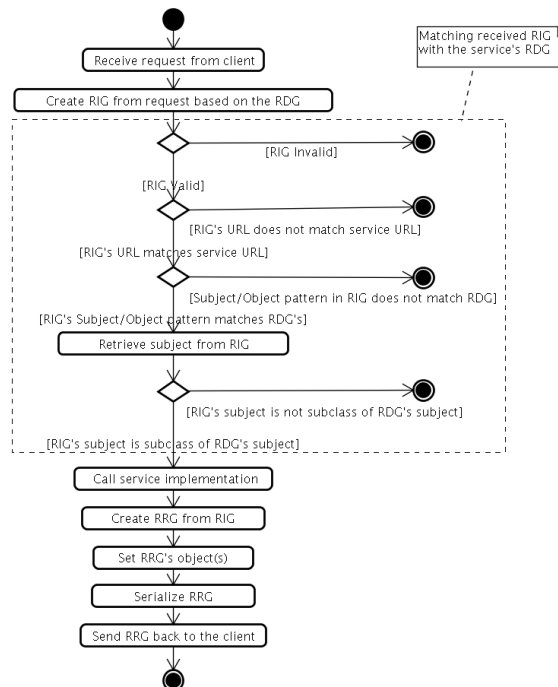 Matching received RIG
with the service's RDG
Receive request from client
Create RIG from request based on the RDG
[RIG Invalid]
[RIG Valid]
[RIG's URL does not match service URL]
[RIG's URL matches service URL]
[Subject/Object pattern in RIG does not match RDG]
[RIG's Subject/Object pattern matches RDG's]
Retrieve subject from RIG
[RIG's subject is not subclass of RDG's subject]
[RIG's subject is subclass of RDG's subject]
Call service implementation
Create RRG from RIG
Set RRG's object(s)
Serialize RRG
Send RRG back to the client